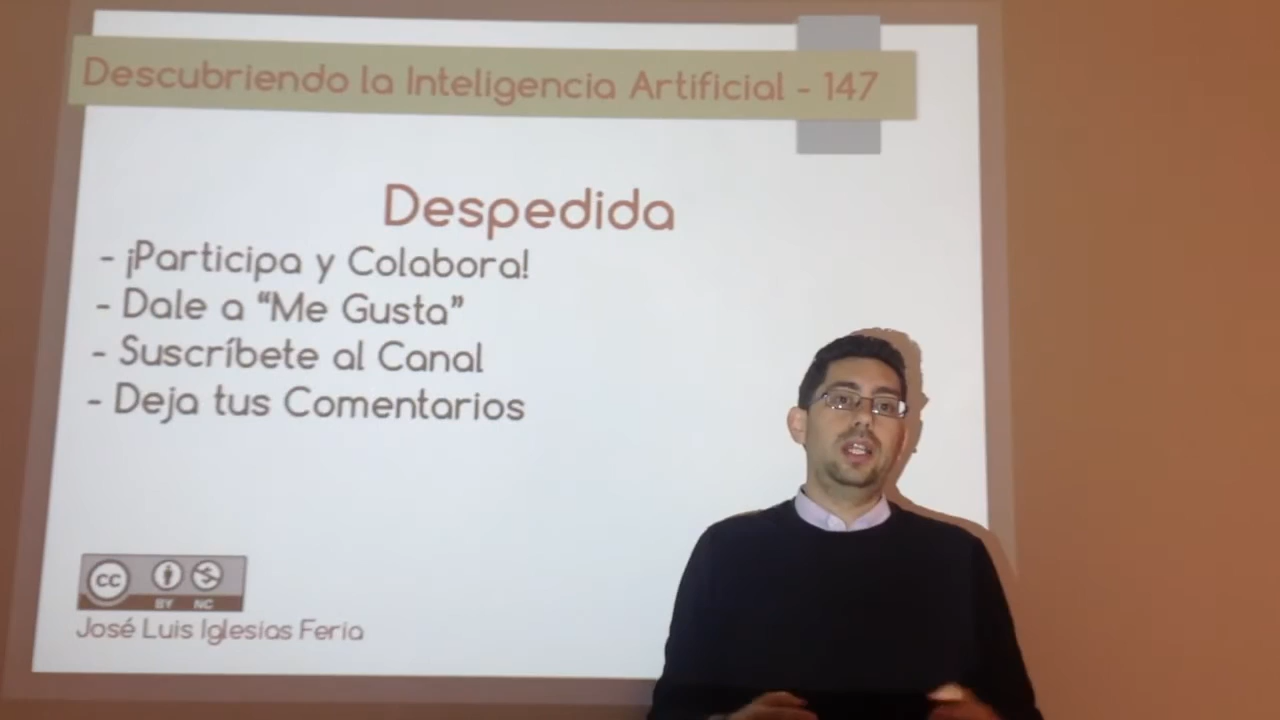 Descubriendo la Inteligencia Artificial - 147
Despedida
- ¡Participa y Colabora!
- Dale a “Me Gusta”
- Suscríbete al Canal
- Deja tus Comentarios
cc
BY NC
José Luis Iglesias Feria